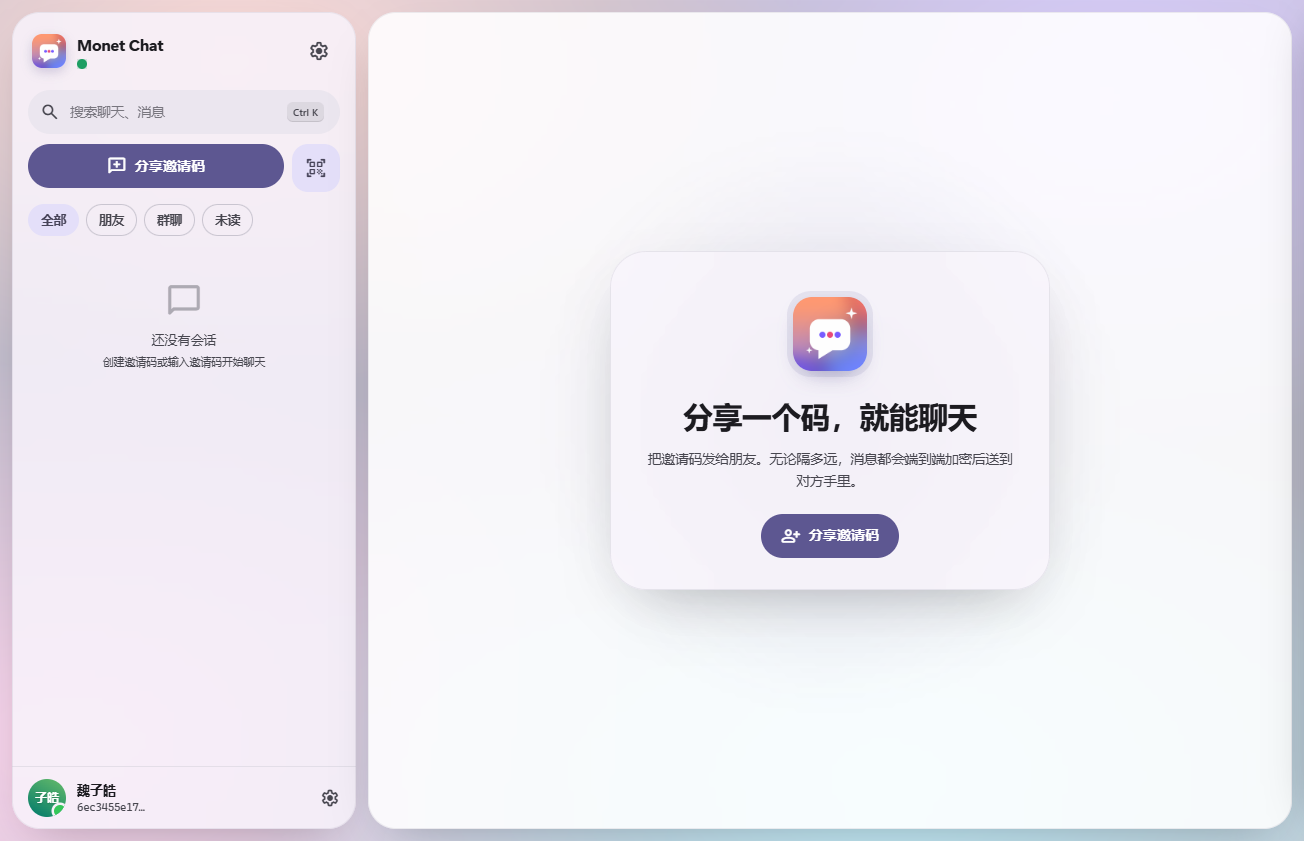 Monet Chat
搜索聊天、消息
Ctrl K
分享邀请码
全部
朋友
群聊
未读
还没有会话
创建邀请码或输入邀请码开始聊天
分享一个码，就能聊天
把邀请码发给朋友。无论隔多远，消息都会端到端加密后送到
对方手里。
分享邀请码
子皓
魏子皓
6ec3455e17…